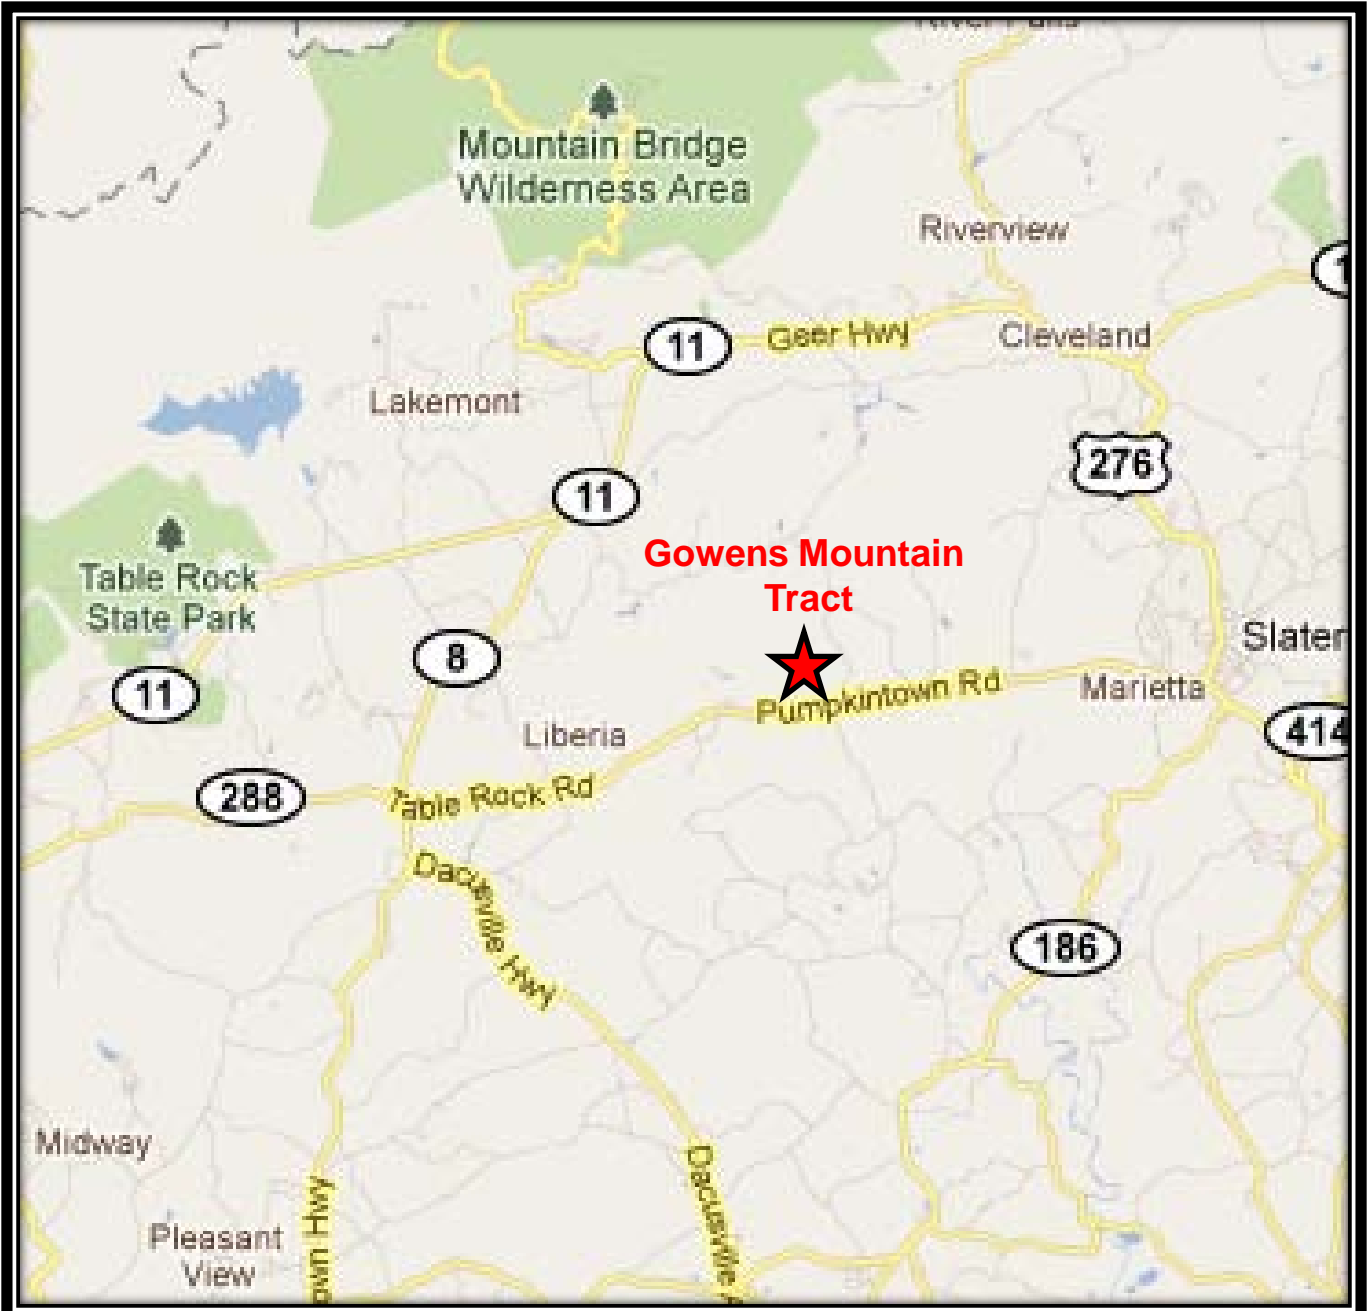 Mountain Bridge
Wilderness Area
Riverview
11
Geer Hwy
Cleveland
Lakemont
276
11
Gowens Mountain
Tract
Table Rock
State Park
8
Slater
11
Pumpkintown Rd
Marietta
Liberia
414
288
Table Rock Rd
Dacusville Hwy
186
Midway
Dacusville
Hwy
Pleasant
View